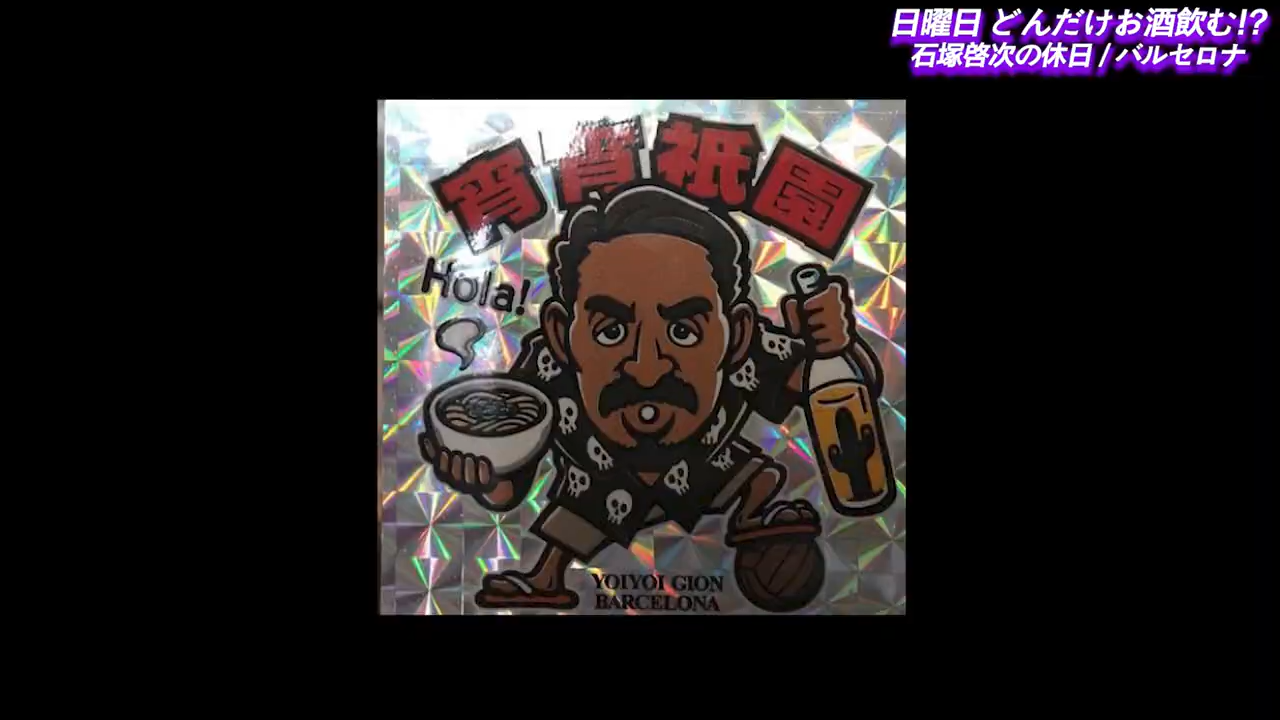 日曜日 どんだけお酒飲む!?
石塚啓次の休日 / バルセロナ
宵宵祇園
Hola!
YOIYOI GION
BARCELONA